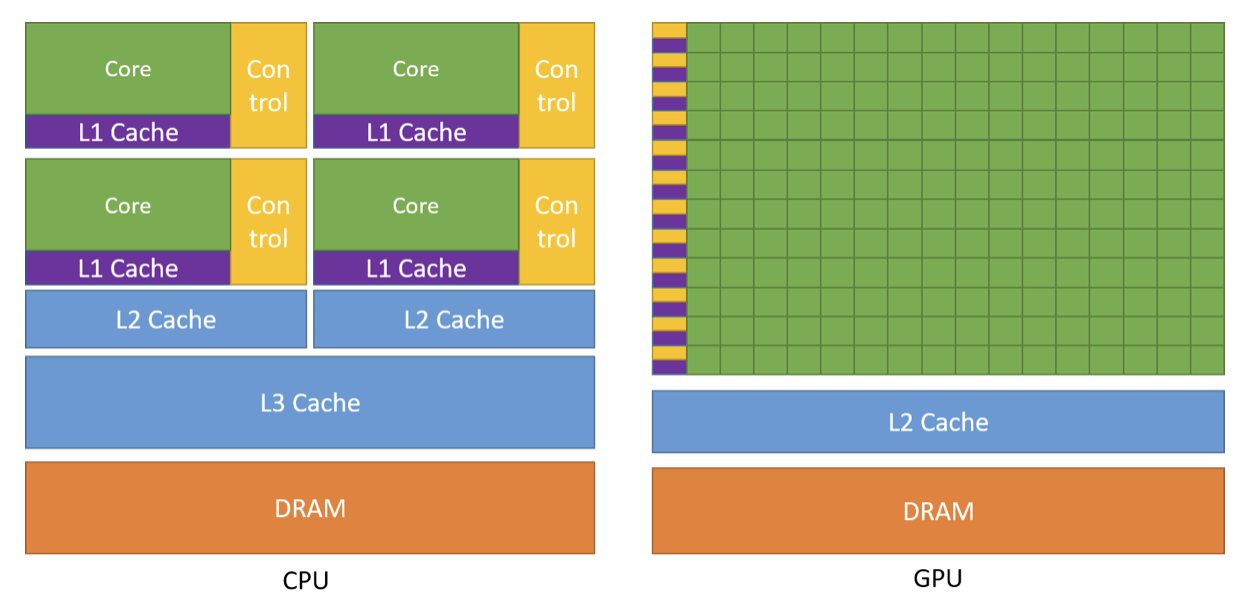 Core
Con
trol
L1 Cache
Core
Con
trol
L1 Cache
Core
Con
trol
L1 Cache
Core
Con
trol
L1 Cache
L2 Cache
L2 Cache
L3 Cache
DRAM
CPU
L2 Cache
DRAM
GPU